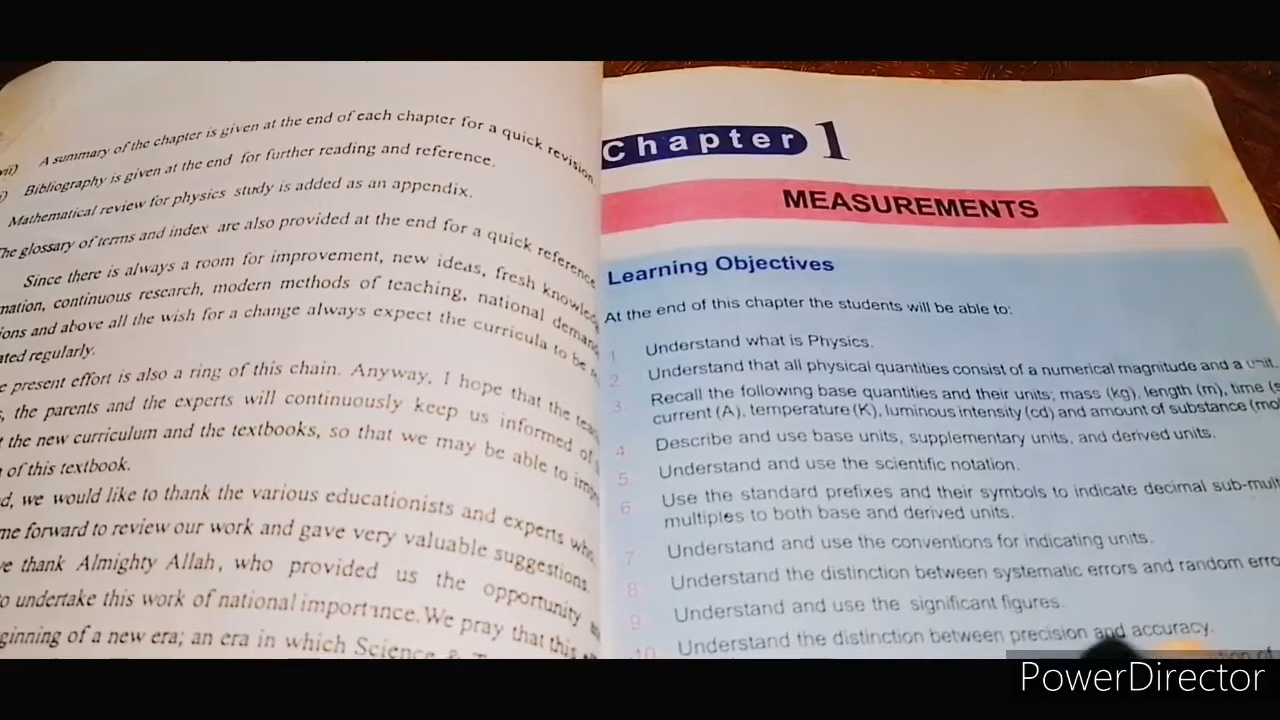 A summary of the chapter is given at the end of each chapter for a quick revision
Bibliography is given at the end for further reading and reference.
Mathematical review for physics study is added as an appendix.
The glossary of terms and index are also provided at the end for a quick reference
Since there is always a room for improvement, new ideas, fresh
continuous research, modern methods of teaching, national
and above all the wish for a change always expect the curricula to be
regularly.
present effort is also a ring of this chain. Anyway, I hope that the
the parents and the experts will continuously keep us informed of
the new curriculum and the textbooks, so that we may be able to
of this textbook.
we would like to thank the various educationists and experts who
forward to review our work and gave very valuable suggestions.
thank Almighty Allah, who provided us the opportunity
to undertake this work of national importance. We pray that this
of a new era; an era in which Science &
Chapter 1
MEASUREMENTS
Learning Objectives
At the end of this chapter the students will be able to:
1 Understand what is Physics.
2 Understand that all physical quantities consist of a numerical magnitude and a unit.
3 Recall the following base quantities and their units; mass (kg), length (m), time
current (A), temperature (K), luminous intensity (cd) and amount of substance
4. Describe and use base units, supplementary units, and derived units.
5. Understand and use the scientific notation.
6 Use the standard prefixes and their symbols to indicate decimal
multiples to both base and derived units.
7 Understand and use the conventions for indicating units.
8 Understand the distinction between systematic errors and random
9 Understand and use the significant figures.
10 Understand the distinction between precision and accuracy.
PowerDirector